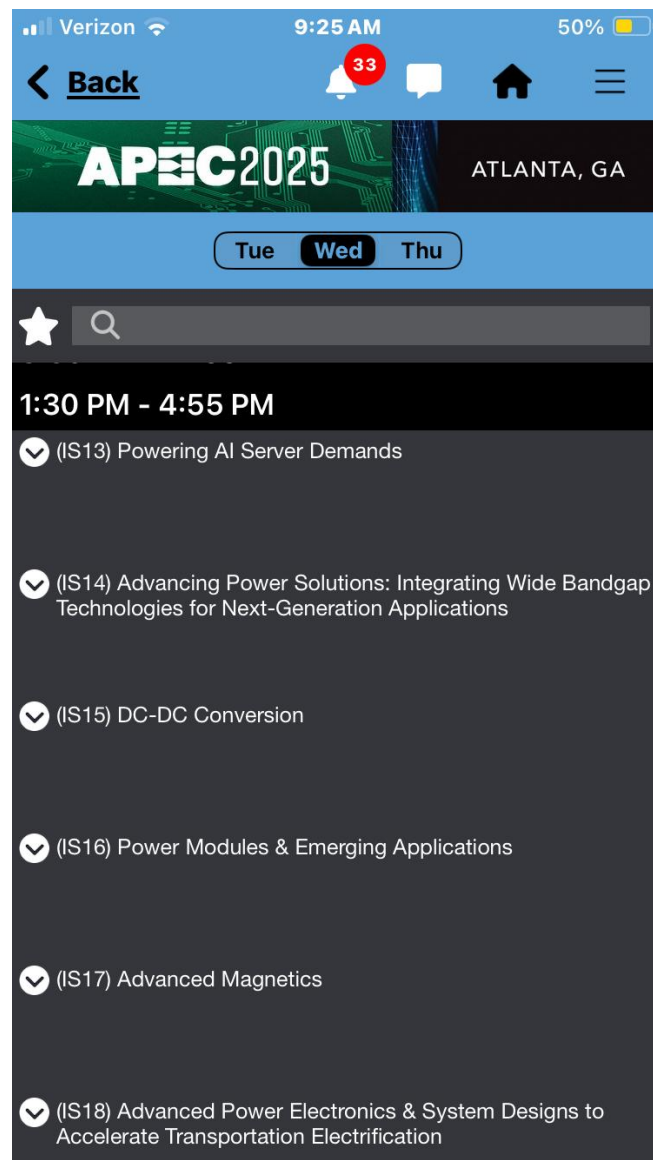 Verizon
9:25 AM
50%
Back
33
APEC2025
ATLANTA, GA
Tue Wed Thu
1:30 PM - 4:55 PM
(IS13) Powering AI Server Demands
(IS14) Advancing Power Solutions: Integrating Wide Bandgap
Technologies for Next-Generation Applications
(IS15) DC-DC Conversion
(IS16) Power Modules & Emerging Applications
(IS17) Advanced Magnetics
(IS18) Advanced Power Electronics & System Designs to
Accelerate Transportation Electrification